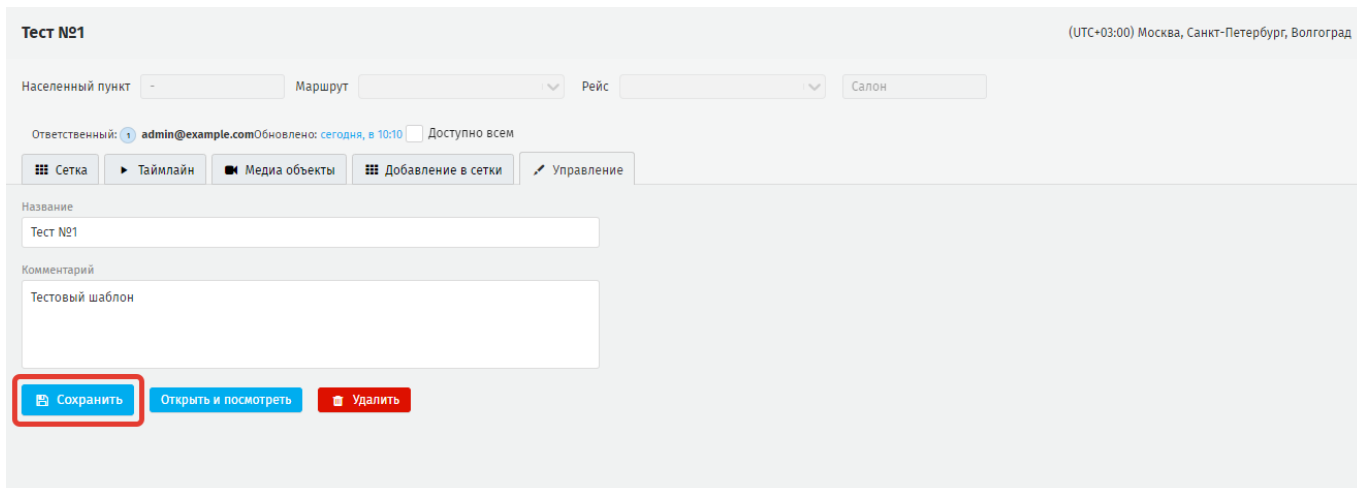 Тест №1
(UTC+03:00) Москва, Санкт-Петербург, Волгоград
Населенный пункт - Маршрут Рейс Салон
Ответственный: 1 admin@example.comОбновлено: сегодня, в 10:10 Доступно всем
Сетка Таймлайн Медиа объекты Добавление в сетки Управление
Название
Тест №1
Комментарий
Тестовый шаблон
Сохранить Открыть и посмотреть Удалить